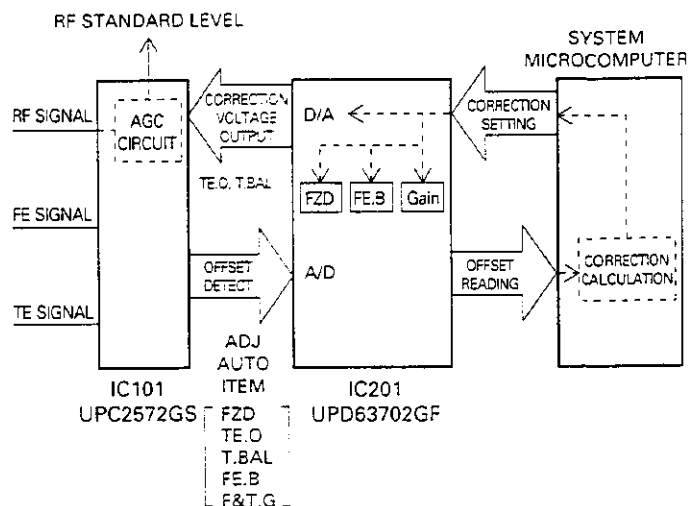 RF STANDARD LEVEL
SYSTEM
MICROCOMPUTER
RF SIGNAL
AGC
CIRCUIT
CORRECTION
VOLTAGE
OUTPUT
D/A
CORRECTION
SETTING
TE.O, T.BAL
FZD
FE.B
Gain
FE SIGNAL
OFFSET
DETECT
A/D
OFFSET
READING
CORRECTION
CALCULATION
TE SIGNAL
ADJ
AUTO
ITEM
IC101
UPC2572GS
IC201
UPD63702GF
FZD
TE.O
T.BAL
FE.B
F&T.G